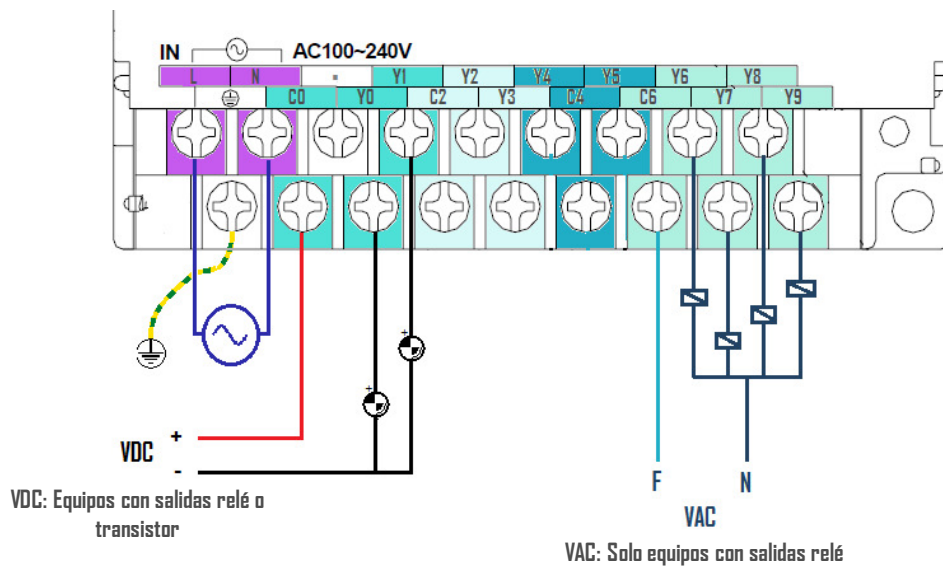 IN AC100~240V
L N • Y1 Y2 Y4 Y5 Y6 Y8
C0 Y0 C2 Y3 C4 C6 Y7 Y9
+
+
+
VDC
-
F N
VDC: Equipos con salidas relé o
transistor
VAC
VAC: Solo equipos con salidas relé